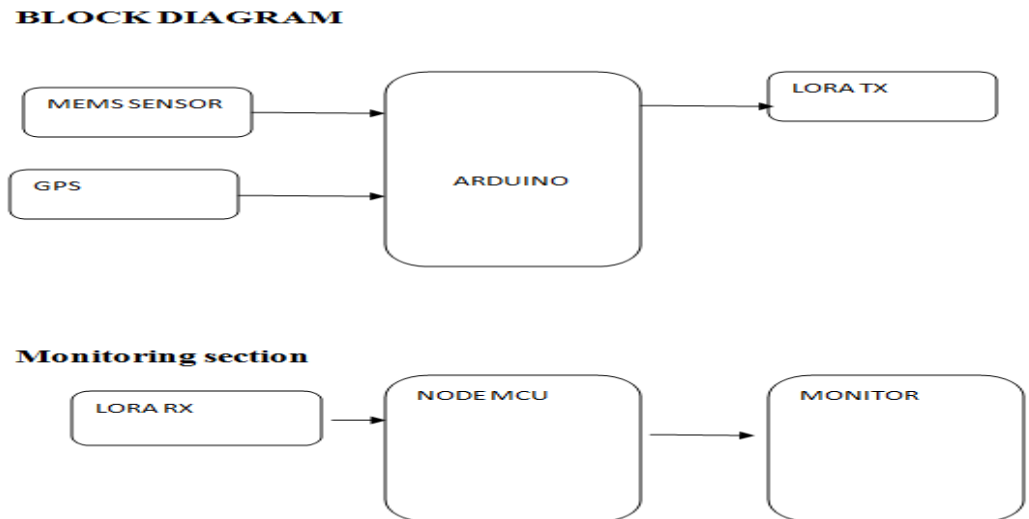 BLOCK DIAGRAM
MEMS SENSOR
LORA TX
GPS
ARDUINO
Monitoring section
LORA RX
NODE MCU
MONITOR